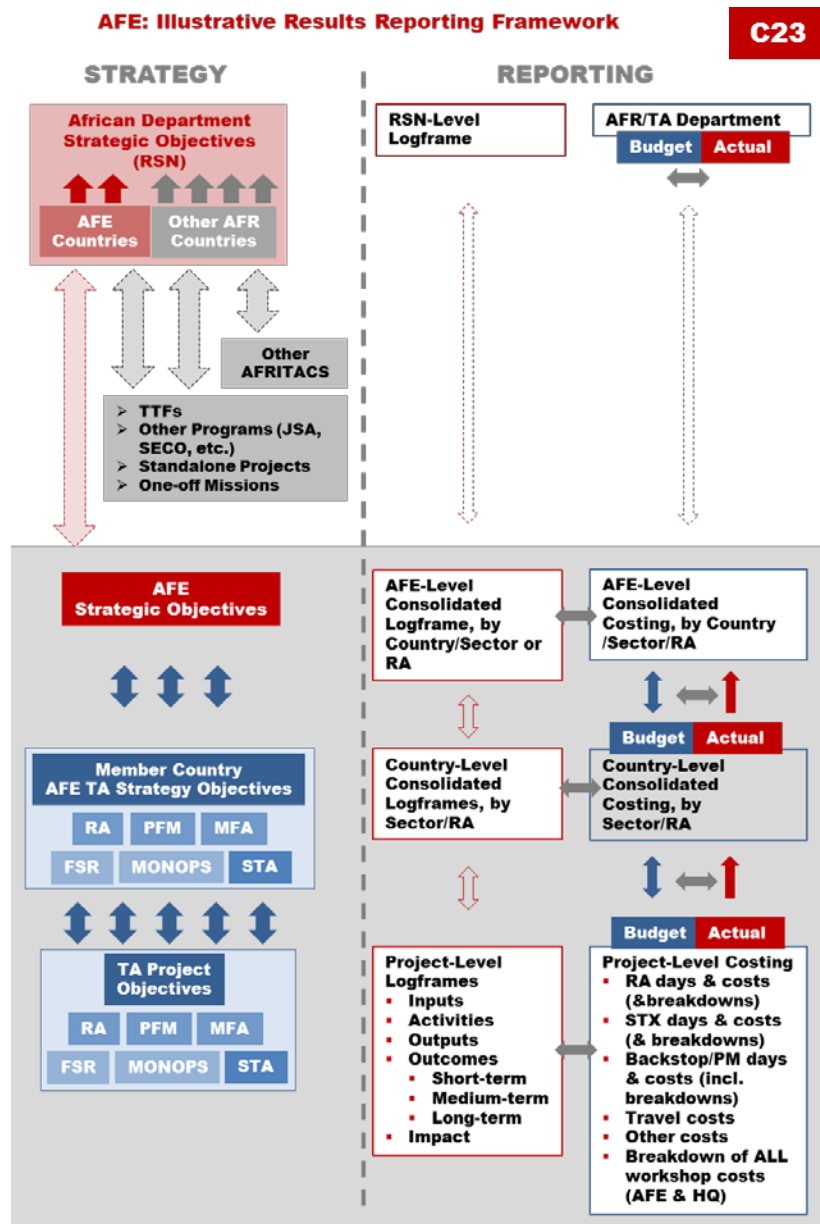 AFE: Illustrative Results Reporting Framework
C23
STRATEGY
REPORTING
African Department
Strategic Objectives
(RSN)
AFE
Countries
Other AFR
Countries
RSN-Level
Logframe
AFR/TA Department
Budget
Actual
Other
AFRITACS
➢ TTFs
➢ Other Programs (JSA,
SECO, etc.)
➢ Standalone Projects
➢ One-off Missions
AFE
Strategic Objectives
AFE-Level
Consolidated
Logframe, by
Country/Sector or
RA
AFE-Level
Consolidated
Costing, by Country
/Sector/RA
Member Country
AFE TA Strategy Objectives
RA
PFM
MFA
FSR
MONOPS
STA
Country-Level
Consolidated
Logframes, by
Sector/RA
Budget
Actual
Country-Level
Consolidated
Costing, by
Sector/RA
TA Project
Objectives
RA
PFM
MFA
FSR
MONOPS
STA
Project-Level
Logframes
▪ Inputs
▪ Activities
▪ Outputs
▪ Outcomes
▪ Short-term
▪ Medium-term
▪ Long-term
▪ Impact
Budget
Actual
Project-Level Costing
▪ RA days & costs
(&breakdowns)
▪ STX days & costs
(& breakdowns)
▪ Backstop/PM days
& costs (incl.
breakdowns)
▪ Travel costs
▪ Other costs
▪ Breakdown of ALL
workshop costs
(AFE & HQ)